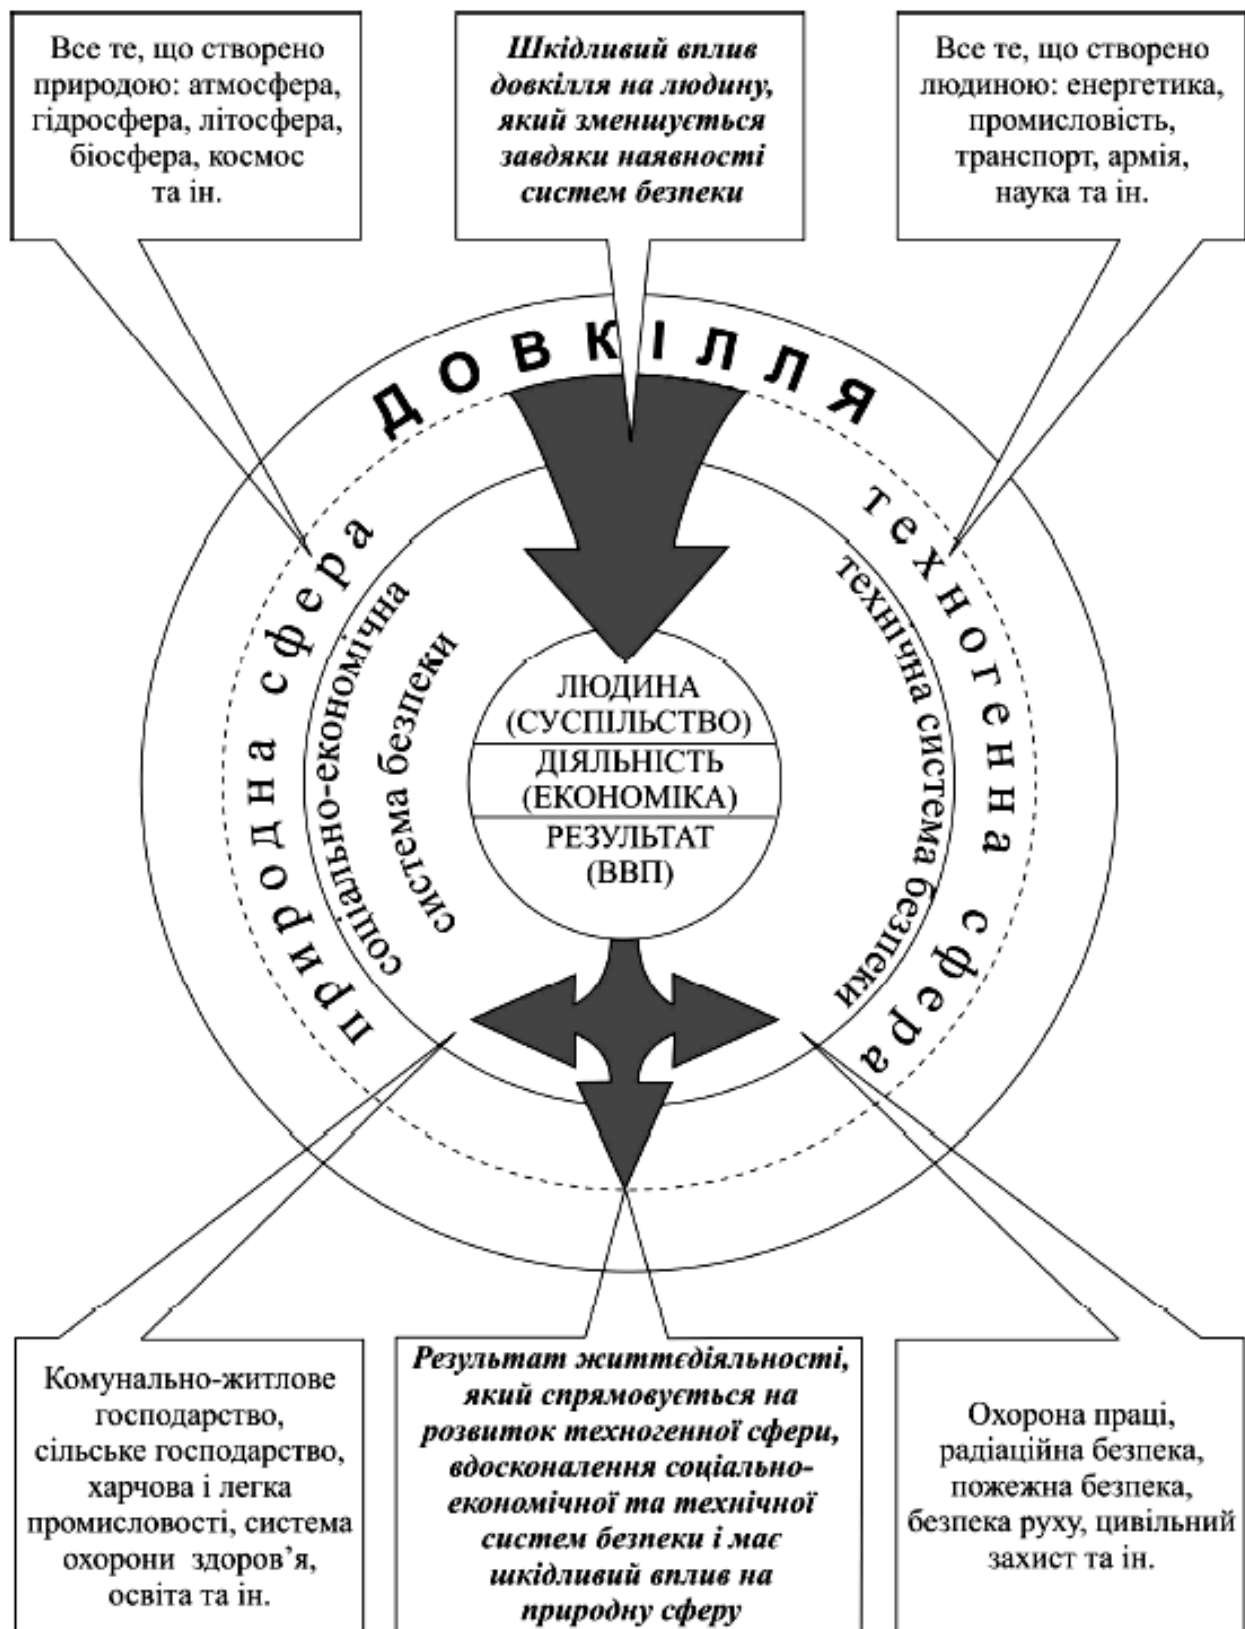 Все те, що створено
природою: атмосфера,
гідросфера, літосфера,
біосфера, космос
та ін.
Шкідливий вплив
довкілля на людину,
який зменшується
завдяки наявності
систем безпеки
Все те, що створено
людиною: енергетика,
промисловість,
транспорт, армія,
наука та ін.
ДОВКІЛЛЯ
природна сфера
соціально-економічна
система безпеки
ЛЮДИНА
(СУСПІЛЬСТВО)
ДІЯЛЬНІСТЬ
(ЕКОНОМІКА)
РЕЗУЛЬТАТ
(ВВП)
технічна система безпеки
техногенна сфера
Комунально-житлове
господарство,
сільське господарство,
харчова і легка
промисловості, система
охорони здоров’я,
освіта та ін.
Результат життєдіяльності,
який спрямовується на
розвиток техногенної сфери,
вдосконалення соціально-
економічної та технічної
систем безпеки і має
шкідливий вплив на
природну сферу
Охорона праці,
радіаційна безпека,
пожежна безпека,
безпека руху, цивільний
захист та ін.